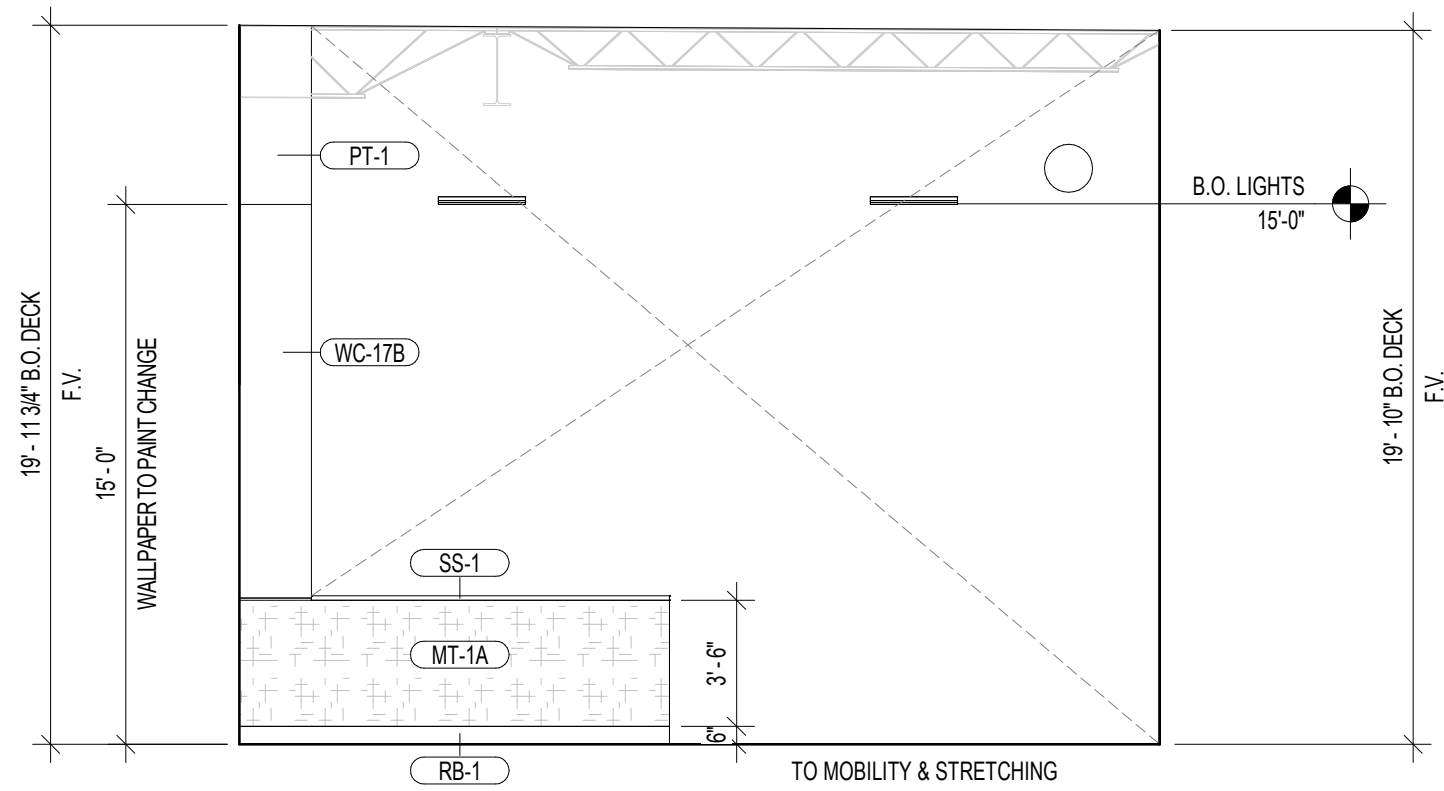 PT-1
B.O. LIGHTS
15'-0"
19' - 11 3/4" B.O. DECK
F.V.
15' - 0"
WALLPAPER TO PAINT CHANGE
WC-17B
19' - 10" B.O. DECK
F.V.
SS-1
MT-1A
3' - 6"
6"
RB-1
TO MOBILITY & STRETCHING